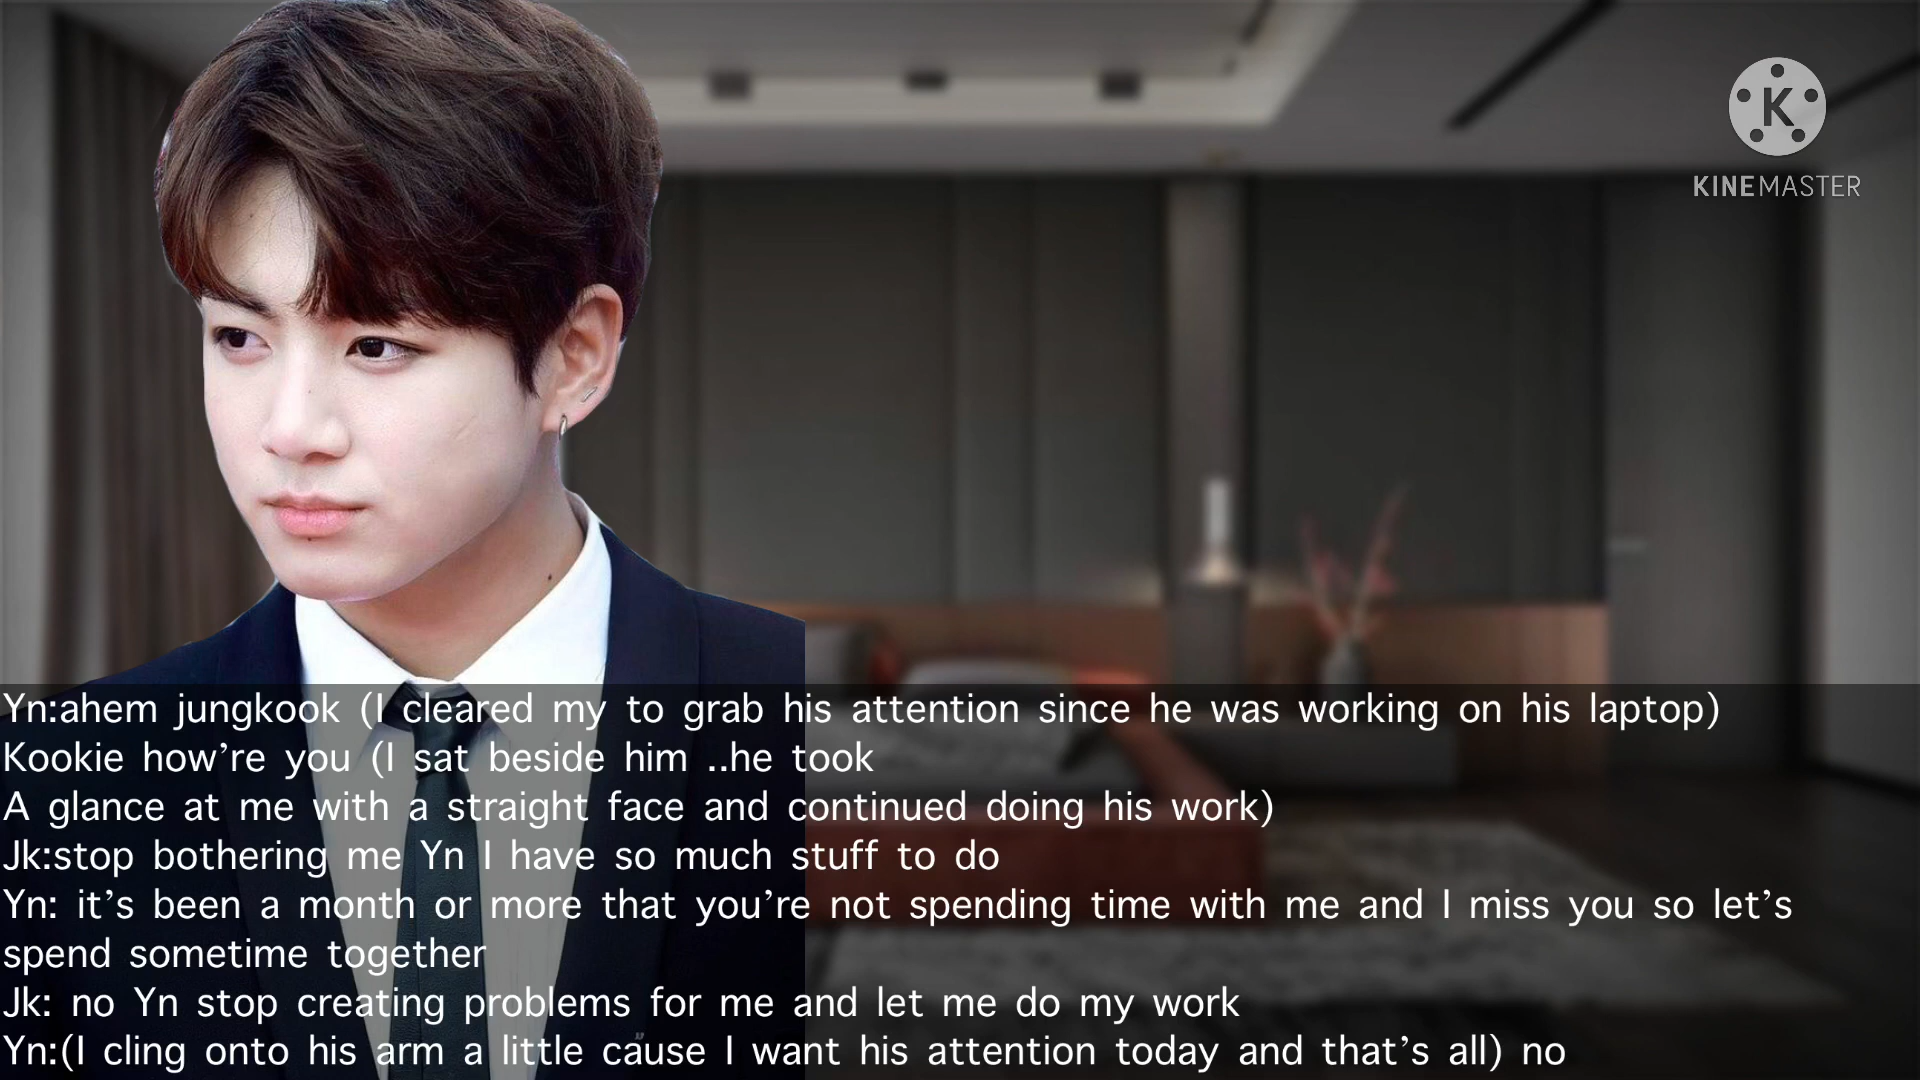 K
KINEMASTER
Yn:ahem jungkook (I cleared my to grab his attention since he was working on his laptop)
Kookie how're you (I sat beside him ..he took
A glance at me with a straight face and continued doing his work)
Jk:stop bothering me Yn I have so much stuff to do
Yn: it's been a month or more that you're not spending time with me and I miss you so let's
spend sometime together
Jk: no Yn stop creating problems for me and let me do my work
Yn:(I cling onto his arm a little cause I want his attention today and that's all) no